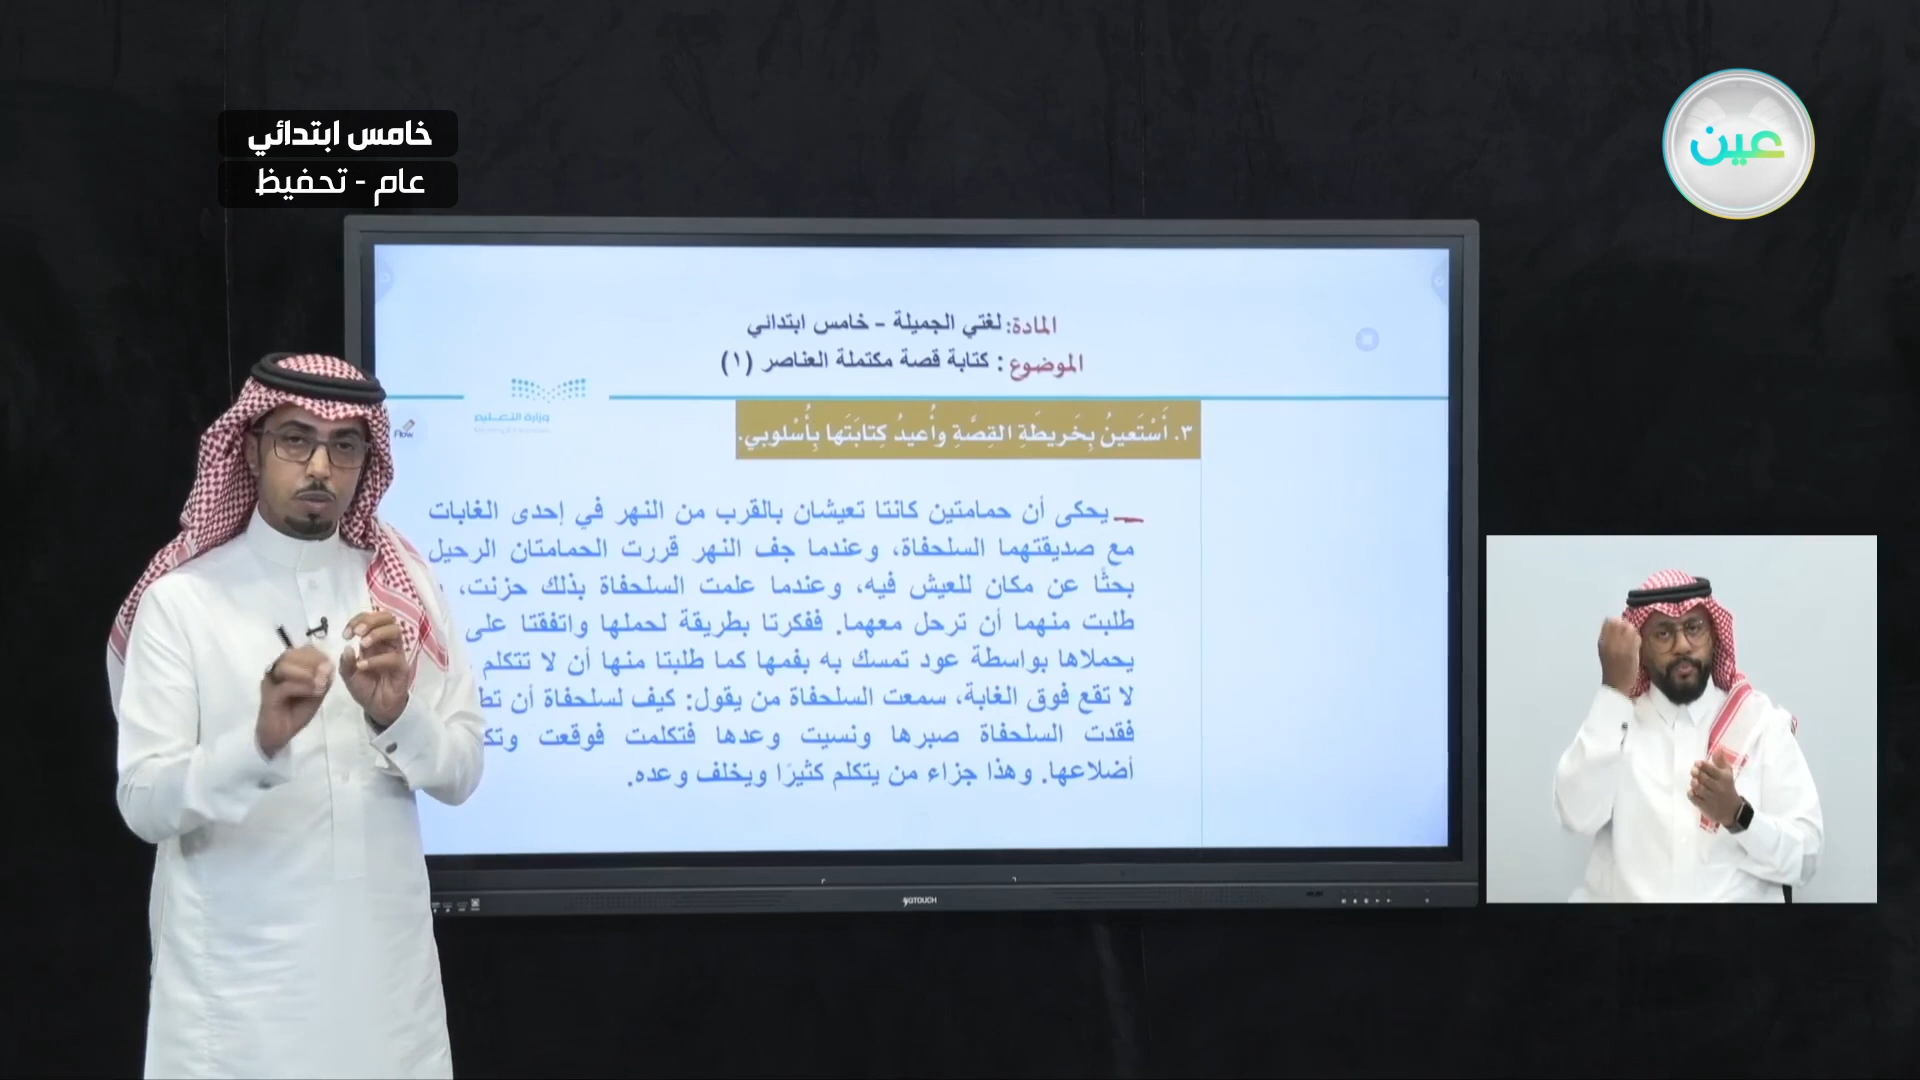 خامس ابتدائي
عام - تحفيظ
عين
المادة: لغتي الجميلة - خامس ابتدائي
الموضوع : كتابة قصة مكتملة العناصر (١)
وزارة التعليم
Flow
٣. أَسْتَعينُ بِخَريطَةِ القِصَّةِ وأُعيدُ كِتابَتَها بِأُسْلوبي.
يحكى أن حمامتين كانتا تعيشان بالقرب من النهر في إحدى الغابات
مع صديقتهما السلحفاة، وعندما جف النهر قررت الحمامتان الرحيل
بحثًا عن مكان للعيش فيه، وعندما علمت السلحفاة بذلك حزنت،
طلبت منهما أن ترحل معهما. ففكرتا بطريقة لحملها واتفقتا على
يحملاها بواسطة عود تمسك به بفمها كما طلبتا منها أن لا تتكلم
لا تقع فوق الغابة، سمعت السلحفاة من يقول: كيف لسلحفاة أن
فقدت السلحفاة صبرها ونسيت وعدها فتكلمت فوقعت
أضلاعها. وهذا جزاء من يتكلم كثيرًا ويخلف وعده.
GTOUCH